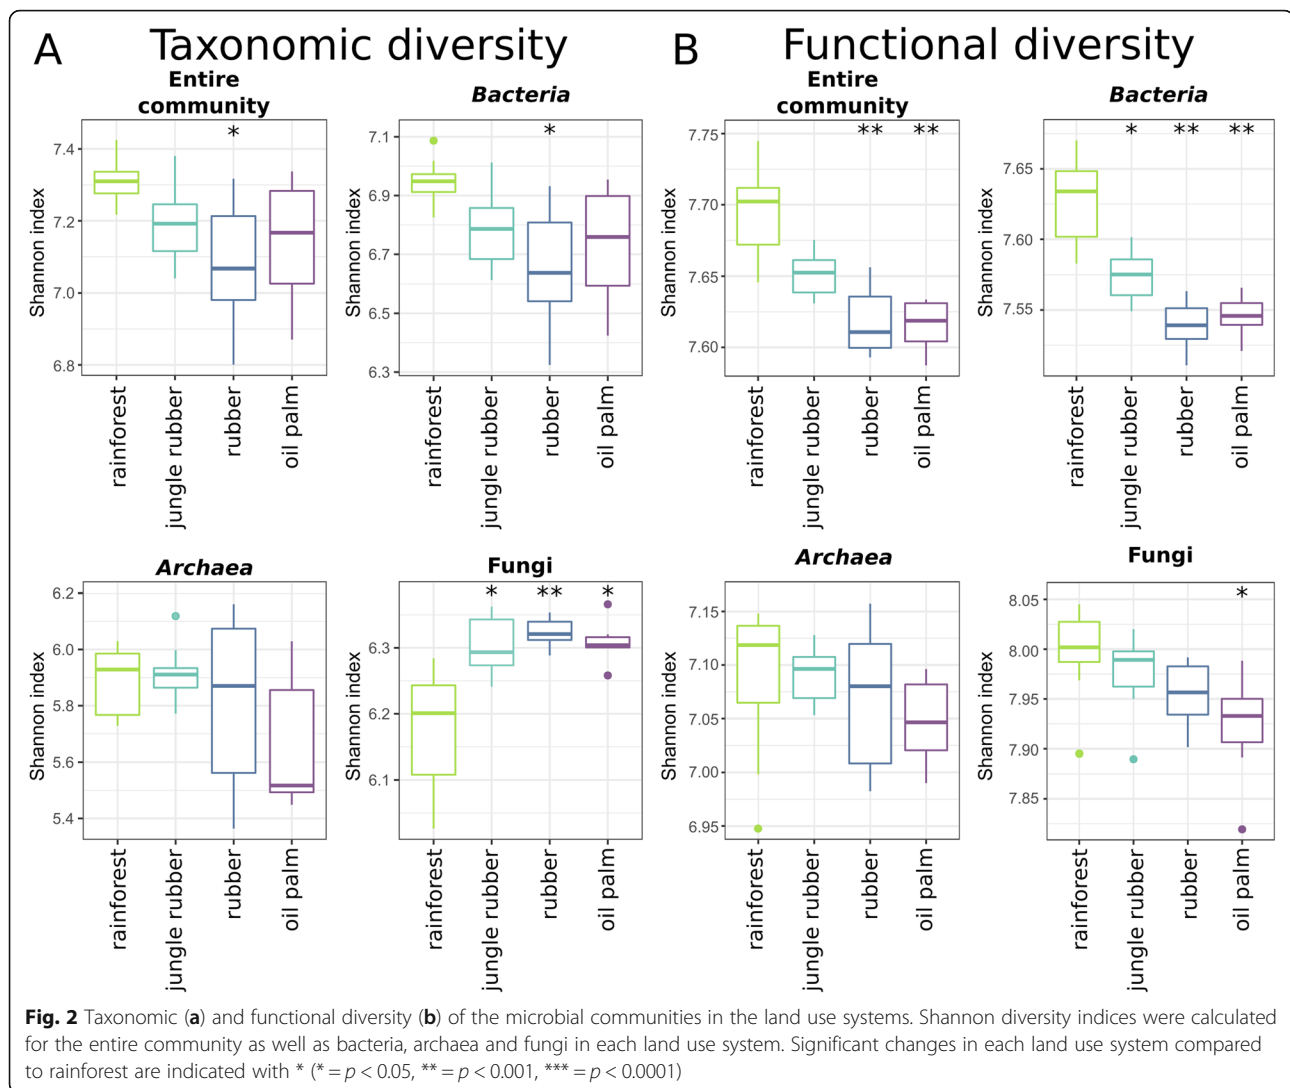 A Taxonomic diversity
B Functional diversity
Entire
community
*
Shannon index
7.4
7.2
7.0
6.8
rainforest
jungle rubber
rubber
oil palm
Bacteria
*
Shannon index
7.1
6.9
6.7
6.5
6.3
rainforest
jungle rubber
rubber
oil palm
Entire
community
** **
Shannon index
7.75
7.70
7.65
7.60
rainforest
jungle rubber
rubber
oil palm
Bacteria
* ** **
Shannon index
7.65
7.60
7.55
rainforest
jungle rubber
rubber
oil palm
Archaea
Shannon index
6.2
6.0
5.8
5.6
5.4
rainforest
jungle rubber
rubber
oil palm
Fungi
* ** *
Shannon index
6.3
6.2
6.1
rainforest
jungle rubber
rubber
oil palm
Archaea
Shannon index
7.15
7.10
7.05
7.00
6.95
rainforest
jungle rubber
rubber
oil palm
Fungi
*
Shannon index
8.05
8.00
7.95
7.90
7.85
rainforest
jungle rubber
rubber
oil palm
Fig. 2 Taxonomic (a) and functional diversity (b) of the microbial communities in the land use systems. Shannon diversity indices were calculated
for the entire community as well as bacteria, archaea and fungi in each land use system. Significant changes in each land use system compared
to rainforest are indicated with * (* = p < 0.05, ** = p < 0.001, *** = p < 0.0001)